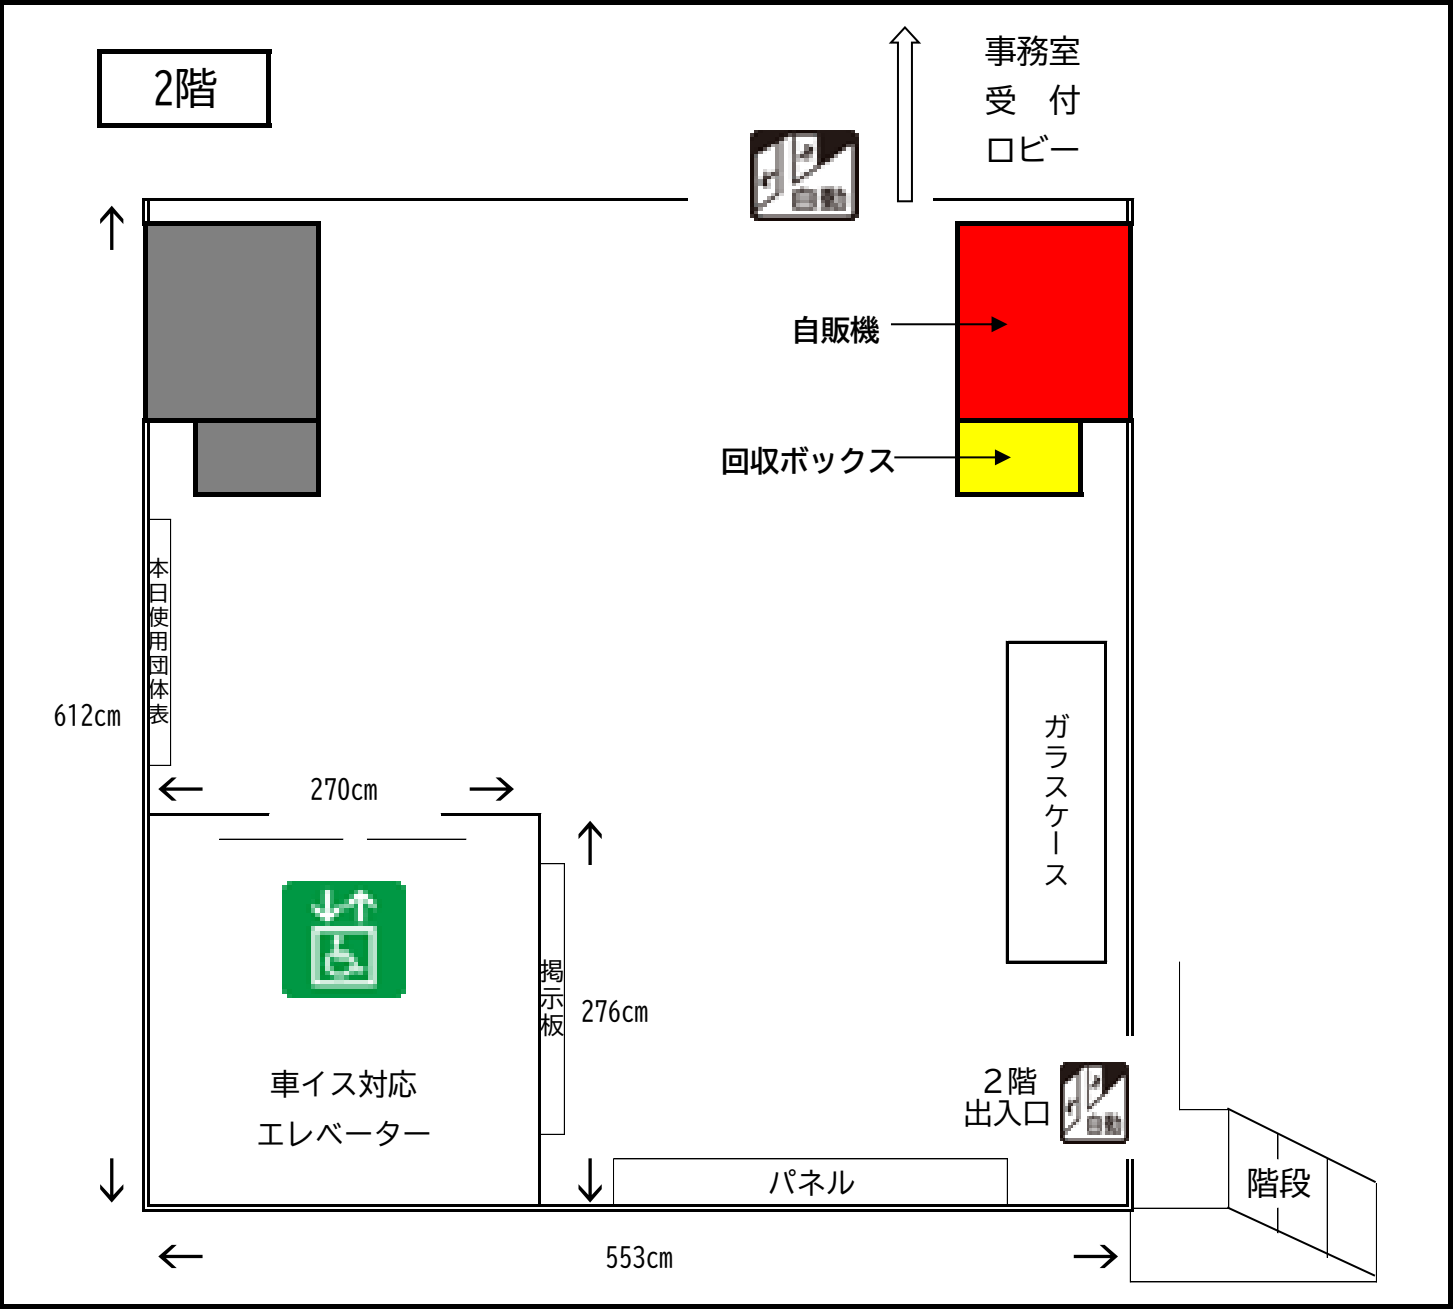 2階
事務室
受　付
ロビー
自動
自販機
回収ボックス
本日使用団体表
612cm
270cm
ガラスケース
掲示板
276cm
車イス対応
エレベーター
２階
出入口
自動
パネル
階段
553cm